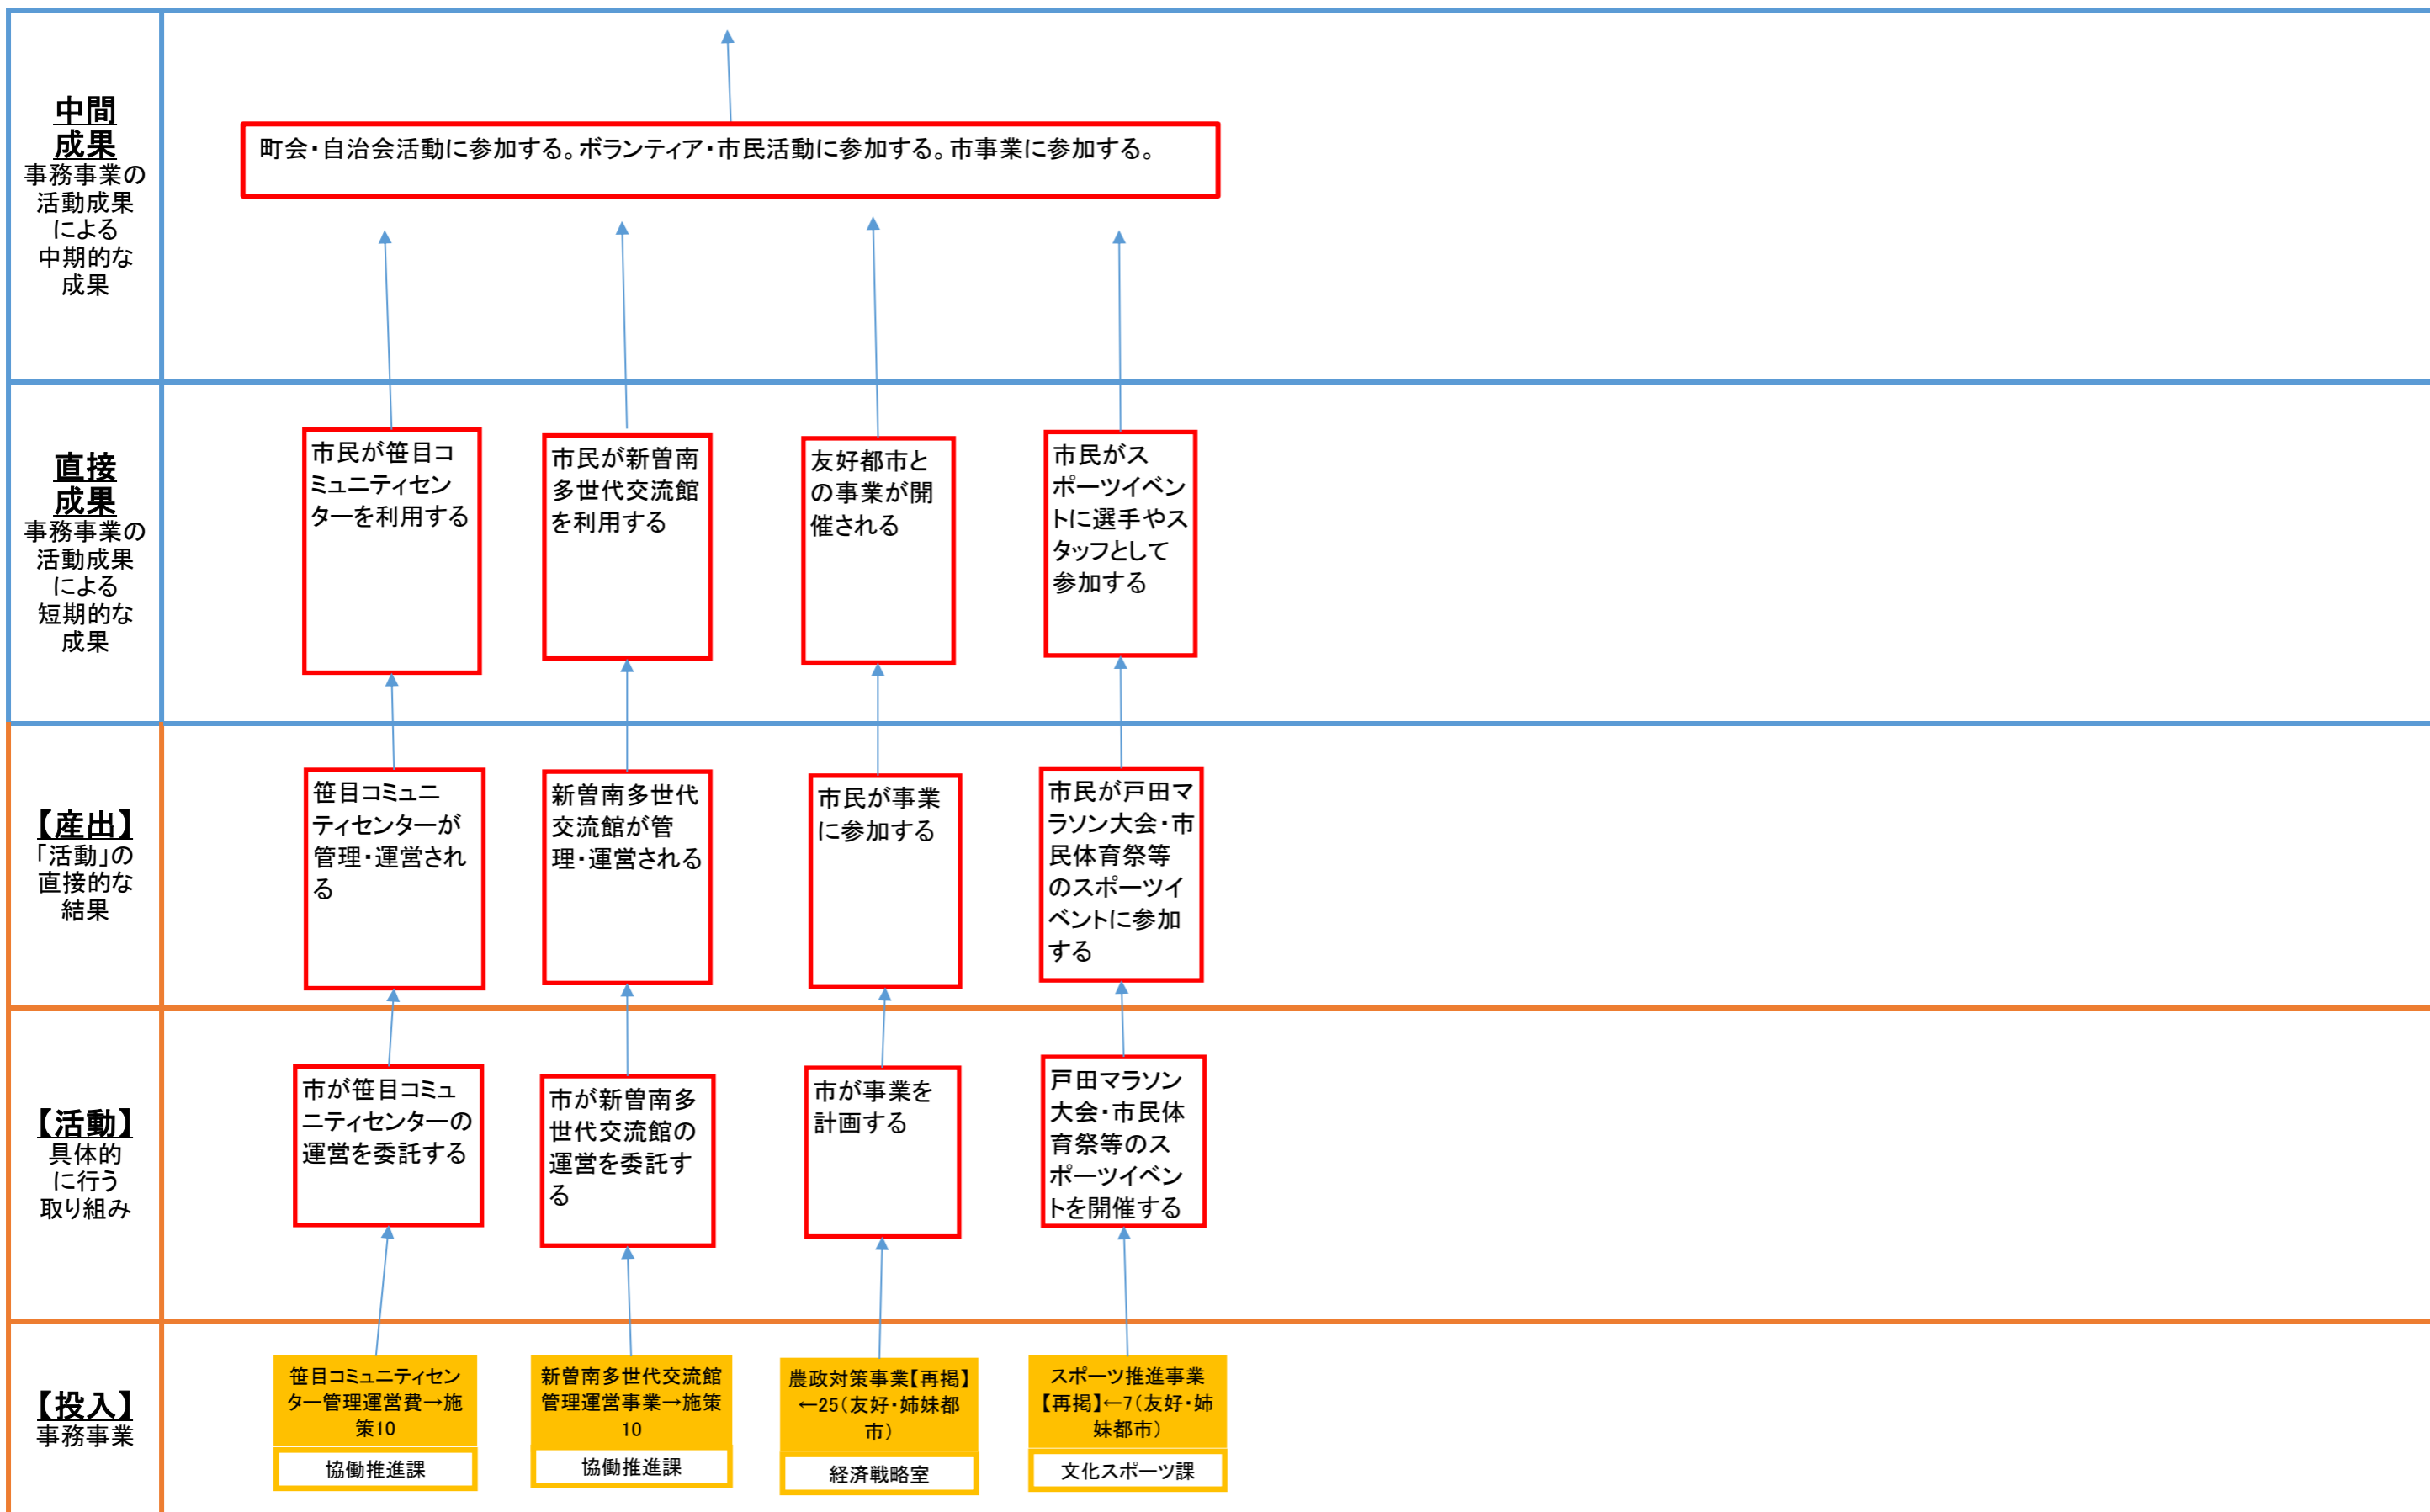 中間
成果
事務事業の
活動成果
による
中期的な
成果
町会・自治会活動に参加する。ボランティア・市民活動に参加する。市事業に参加する。
直接
成果
事務事業の
活動成果
による
短期的な
成果
市民が笹目コ
ミュニティセン
ターを利用する
市民が新曽南
多世代交流館
を利用する
友好都市と
の事業が開
催される
市民がス
ポーツイベン
トに選手やス
タッフとして
参加する
【産出】
「活動」の
直接的な
結果
笹目コミュニ
ティセンターが
管理・運営され
る
新曽南多世代
交流館が管
理・運営される
市民が事業
に参加する
市民が戸田マ
ラソン大会・市
民体育祭等
のスポーツイ
ベントに参加
する
【活動】
具体的
に行う
取り組み
市が笹目コミュ
ニティセンターの
運営を委託する
市が新曽南多
世代交流館の
運営を委託す
る
市が事業を
計画する
戸田マラソン
大会・市民体
育祭等のス
ポーツイベン
トを開催する
【投入】
事務事業
笹目コミュニティセン
ター管理運営費→施
策10
協働推進課
新曽南多世代交流館
管理運営事業→施策
10
協働推進課
農政対策事業【再掲】
←25(友好・姉妹都
市)
経済戦略室
スポーツ推進事業
【再掲】←7(友好・姉
妹都市)
文化スポーツ課